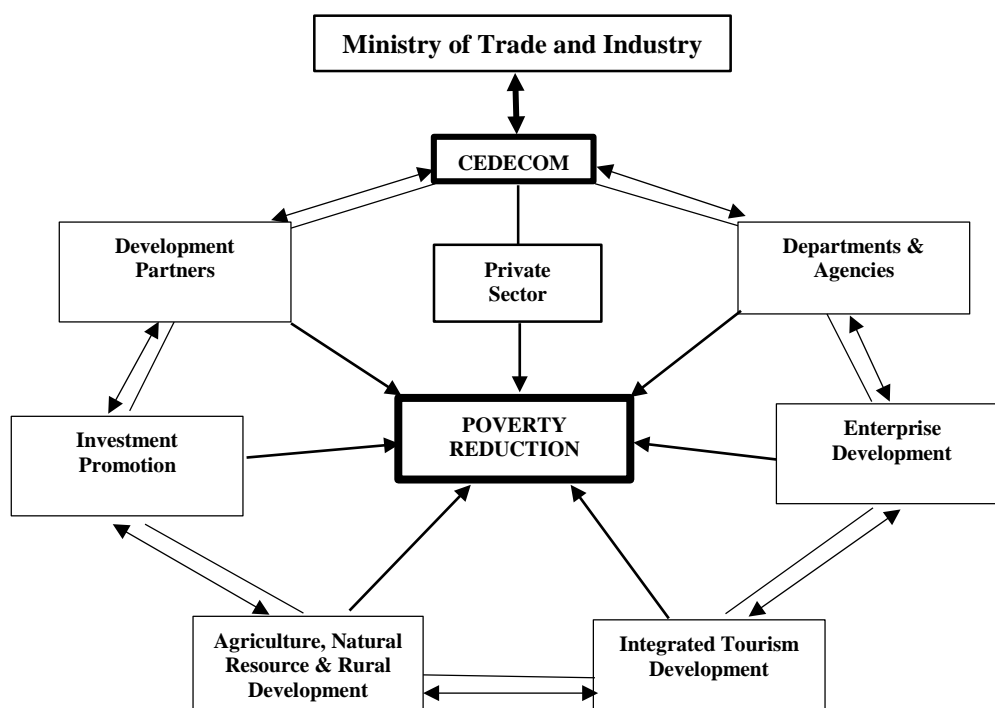 Ministry of Trade and Industry
CEDECOM
Development
Partners
Private
Sector
Departments &
Agencies
Investment
Promotion
POVERTY
REDUCTION
Enterprise
Development
Agriculture, Natural
Resource & Rural
Development
Integrated Tourism
Development